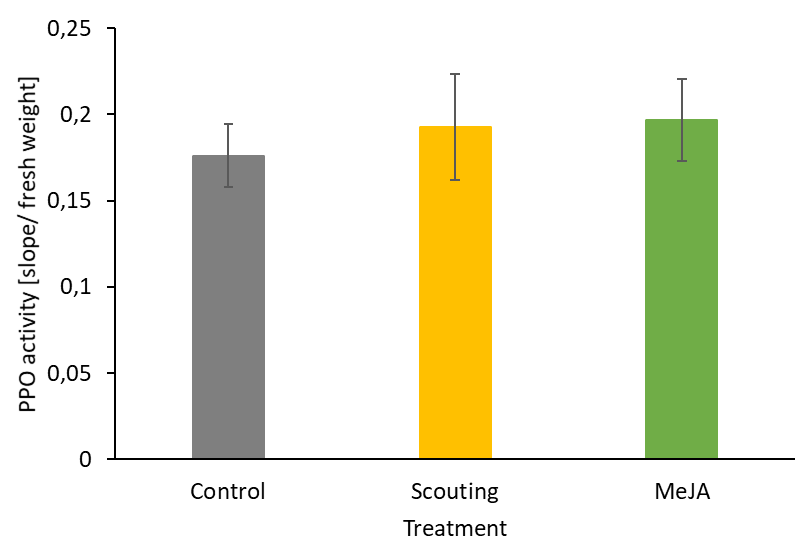 PPO activity [slope/ fresh weight]
0,25
0,2
0,15
0,1
0,05
0
Control Scouting MeJA
Treatment